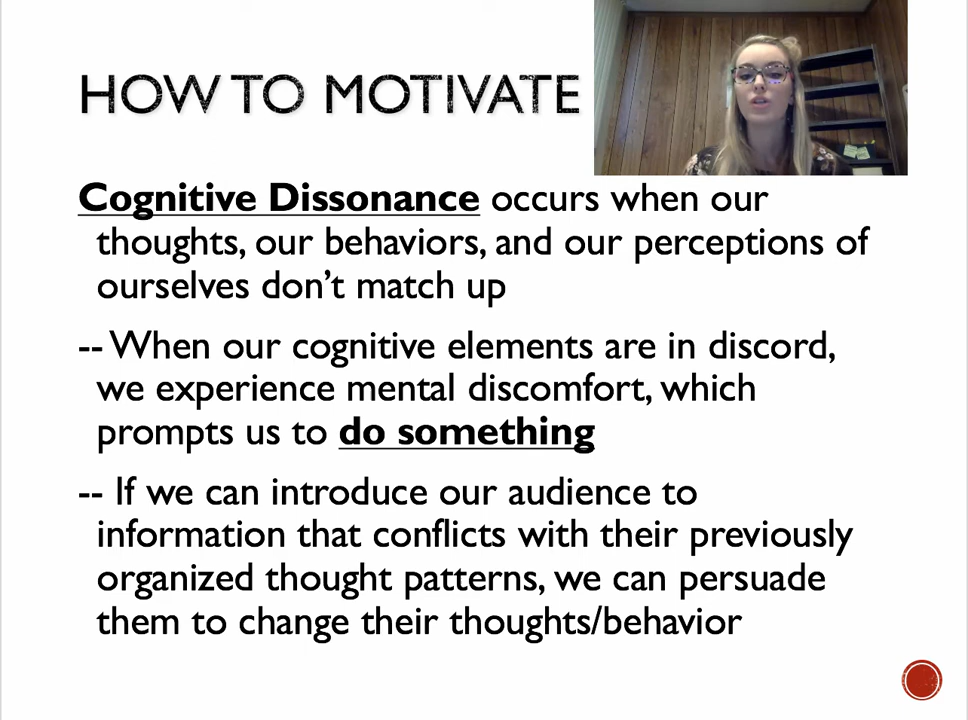 HOW TO MOTIVATE
Cognitive Dissonance occurs when our
thoughts, our behaviors, and our perceptions of
ourselves don’t match up
-- When our cognitive elements are in discord,
we experience mental discomfort, which
prompts us to do something
-- If we can introduce our audience to
information that conflicts with their previously
organized thought patterns, we can persuade
them to change their thoughts/behavior